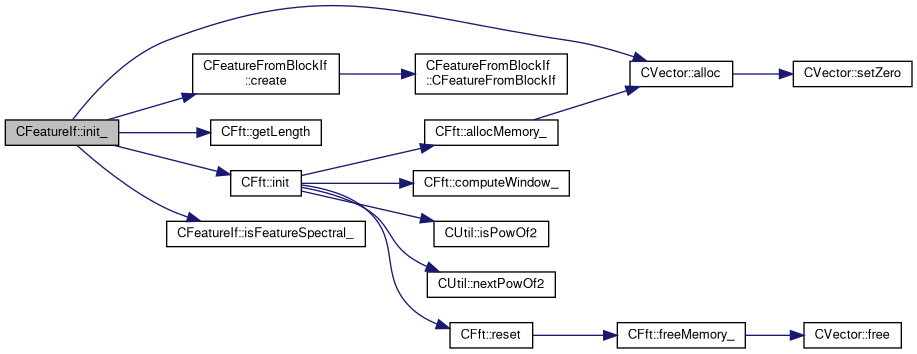 CFeatureIf::init_
CFeatureFromBlockIf
::create
CFeatureFromBlockIf
::CFeatureFromBlockIf
CVector::alloc
CVector::setZero
CFft::getLength
CFft::init
CFeatureIf::isFeatureSpectral_
CFft::allocMemory_
CFft::computeWindow_
CUtil::isPowOf2
CUtil::nextPowOf2
CFft::reset
CFft::freeMemory_
CVector::free